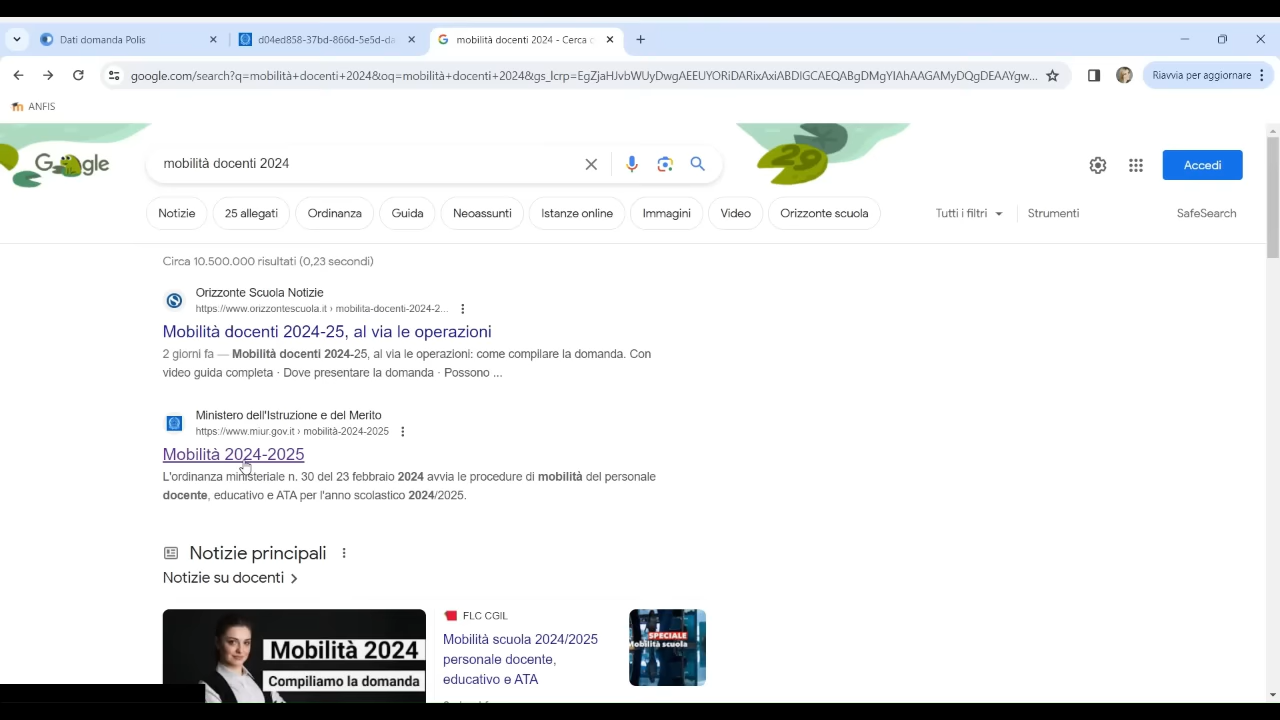 Dati domanda Polis
d04ed858-37bd-866d-5e5d-da
mobilità docenti 2024 - Cerca c
google.com/search?q=mobilità+docenti+2024&oq=mobilità+docenti+2024&gs_lcrp=EgZjaHJvbWUyDwgAEEUYORiDARixAxiABDIGCAEQABgDMgYIAhAAGAMyDQgDEAAYgw...
Riavvia per aggiornare
ANFIS
Google
mobilità docenti 2024
29
Accedi
Notizie
25 allegati
Ordinanza
Guida
Neoassunti
Istanze online
Immagini
Video
Orizzonte scuola
Tutti i filtri
Strumenti
SafeSearch
Circa 10.500.000 risultati (0,23 secondi)
Orizzonte Scuola Notizie
https://www.orizzontescuola.it › mobilita-docenti-2024-2...
Mobilità docenti 2024-25, al via le operazioni
2 giorni fa — Mobilità docenti 2024-25, al via le operazioni: come compilare la domanda. Con
video guida completa · Dove presentare la domanda · Possono ...
Ministero dell'Istruzione e del Merito
https://www.miur.gov.it › mobilità-2024-2025
Mobilità 2024-2025
L'ordinanza ministeriale n. 30 del 23 febbraio 2024 avvia le procedure di mobilità del personale
docente, educativo e ATA per l'anno scolastico 2024/2025.
Notizie principali
Notizie su docenti
Mobilità 2024
Compiliamo la domanda
FLC CGIL
Mobilità scuola 2024/2025
personale docente,
educativo e ATA
SPECIALE
Mobilità scuola